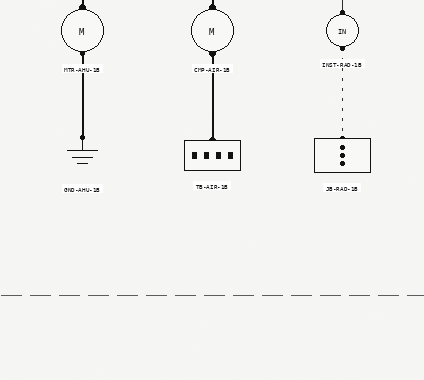 M
M
IN
MTR-AHU-1B
CMP-AIR-1B
INST-RAD-1B
GND-AHU-1B
TB-AIR-1B
JB-RAD-1B